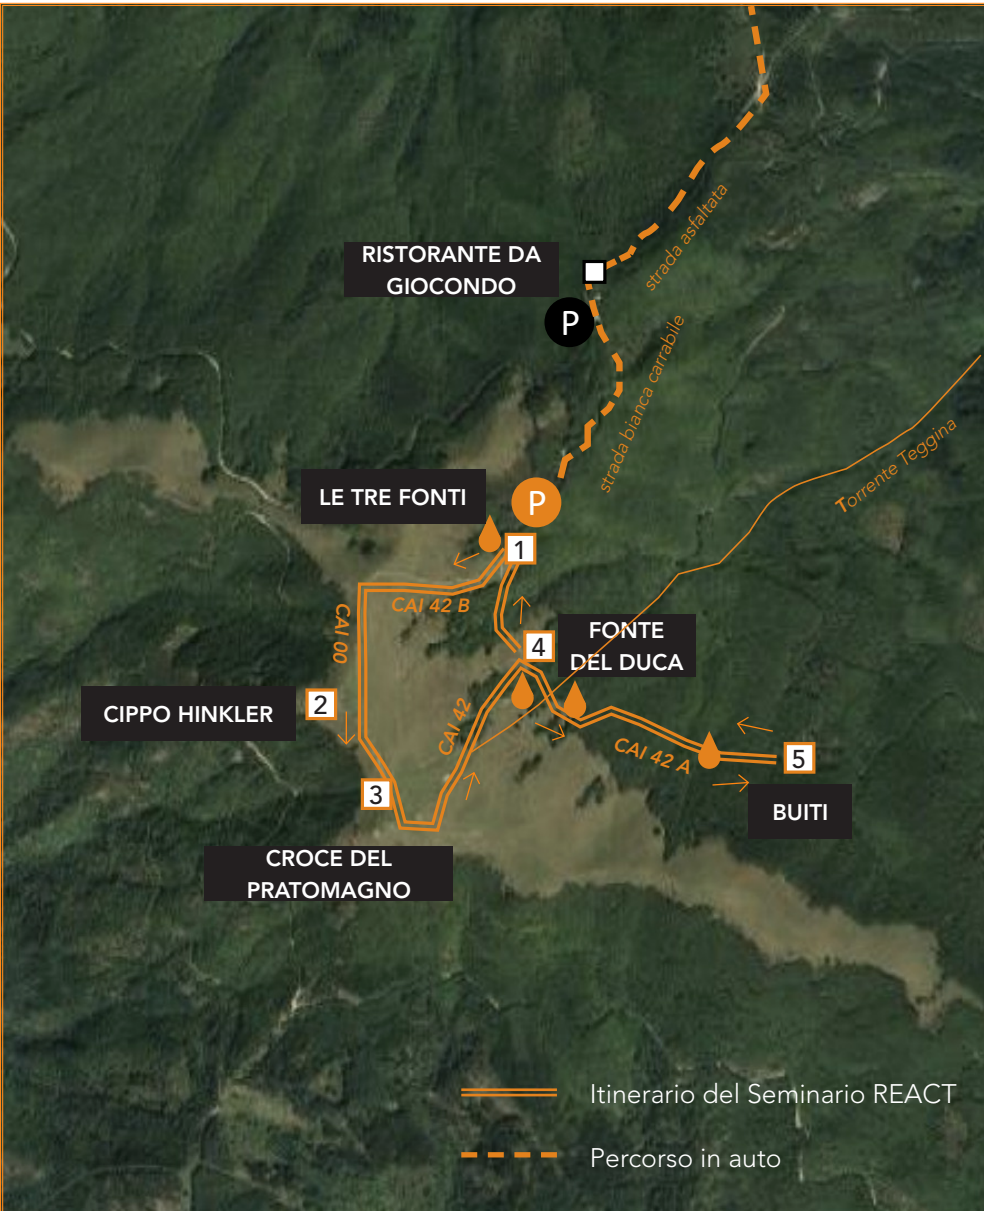 strada asfaltata
RISTORANTE DA
GIOCONDO
P
strada bianca carrabile
Torrente Teggina
LE TRE FONTI
P
1
CAI 42 B
CAI 00
4
FONTE
DEL DUCA
2
CIPPO HINKLER
CAI 42
CAI 42 A
5
3
BUITI
CROCE DEL
PRATOMAGNO
Itinerario del Seminario REACT
Percorso in auto